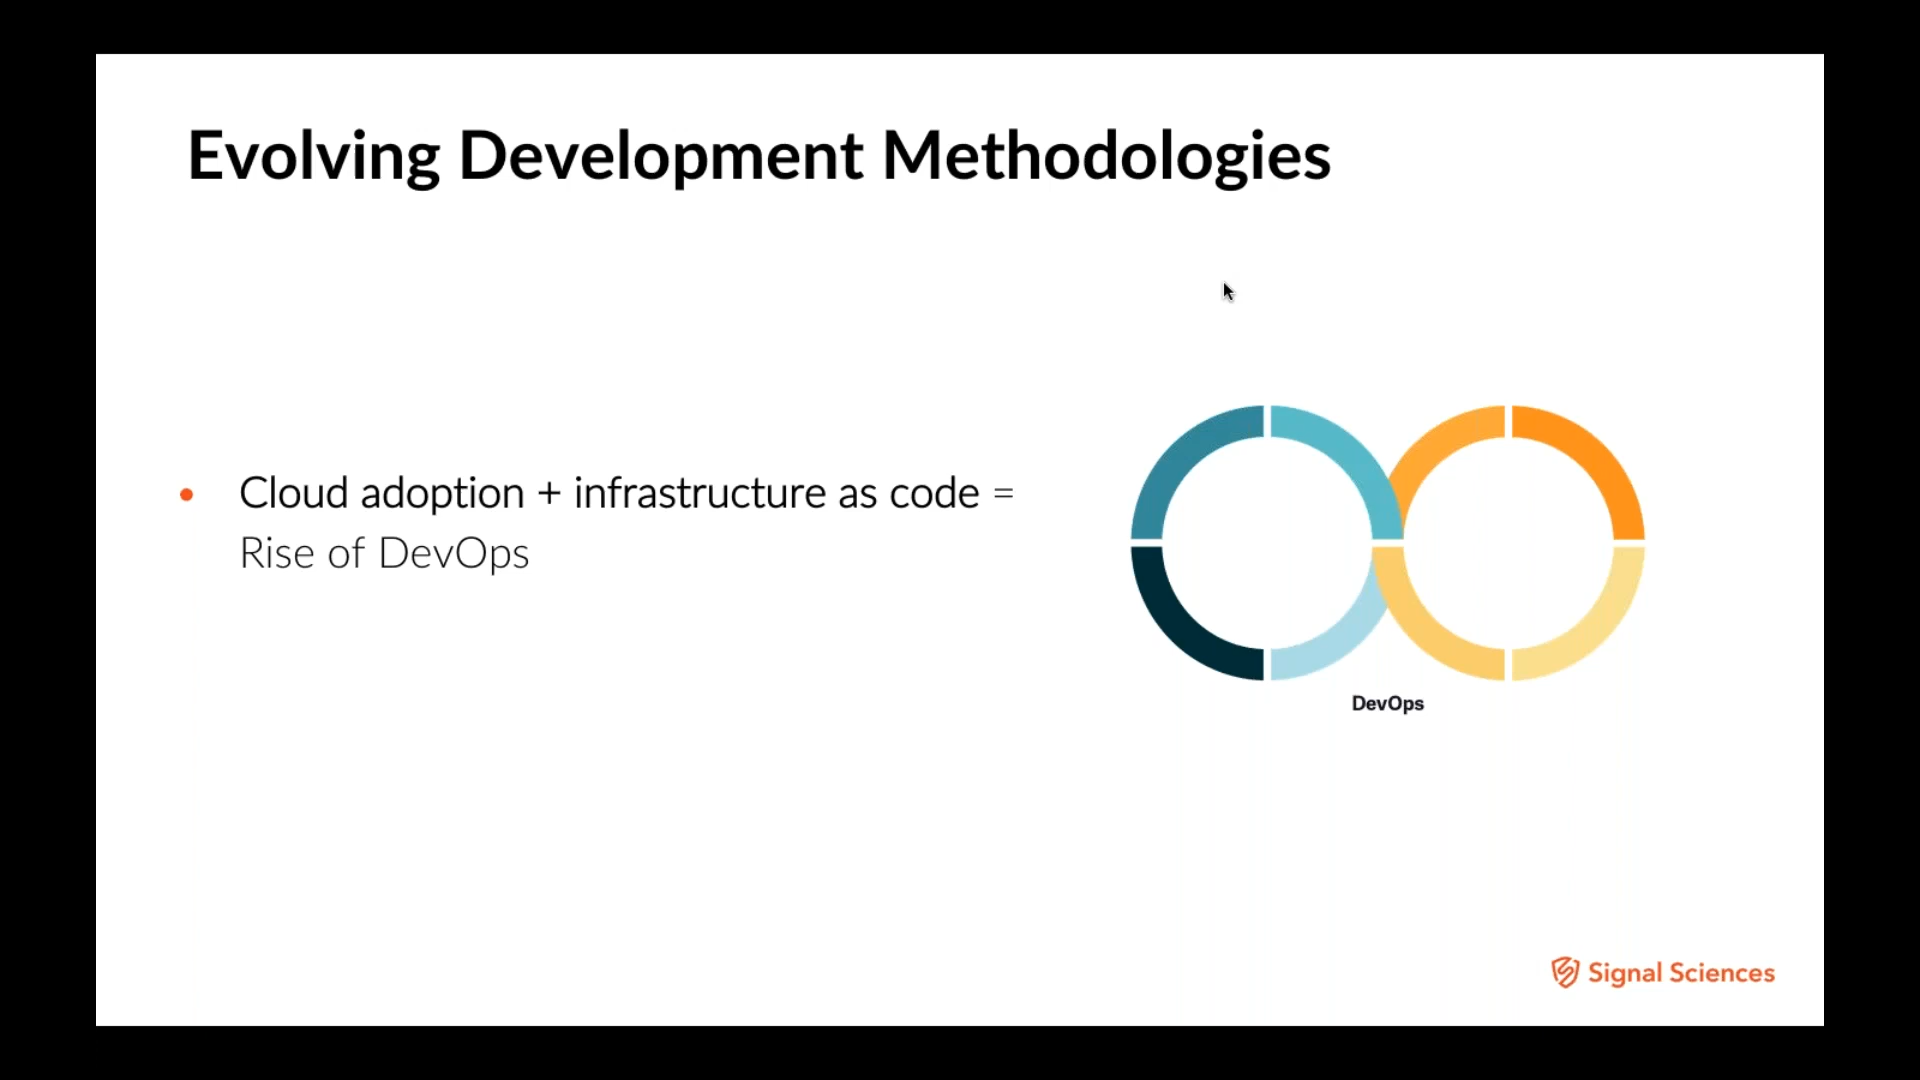 Evolving Development Methodologies
• Cloud adoption + infrastructure as code =
Rise of DevOps
DevOps
Signal Sciences